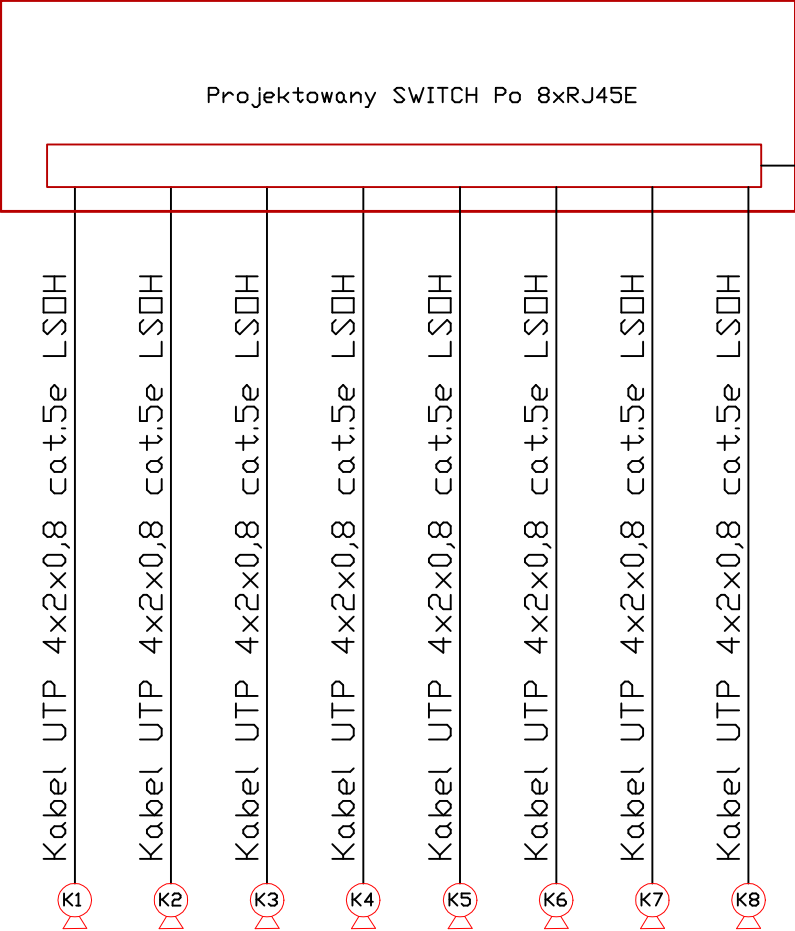 Projektowany SWITCH Po 8xRJ45E
Kabel UTP 4x2x0,8 cat.5e LSOH
Kabel UTP 4x2x0,8 cat.5e LSOH
Kabel UTP 4x2x0,8 cat.5e LSOH
Kabel UTP 4x2x0,8 cat.5e LSOH
Kabel UTP 4x2x0,8 cat.5e LSOH
Kabel UTP 4x2x0,8 cat.5e LSOH
Kabel UTP 4x2x0,8 cat.5e LSOH
Kabel UTP 4x2x0,8 cat.5e LSOH
K1
K2
K3
K4
K5
K6
K7
K8